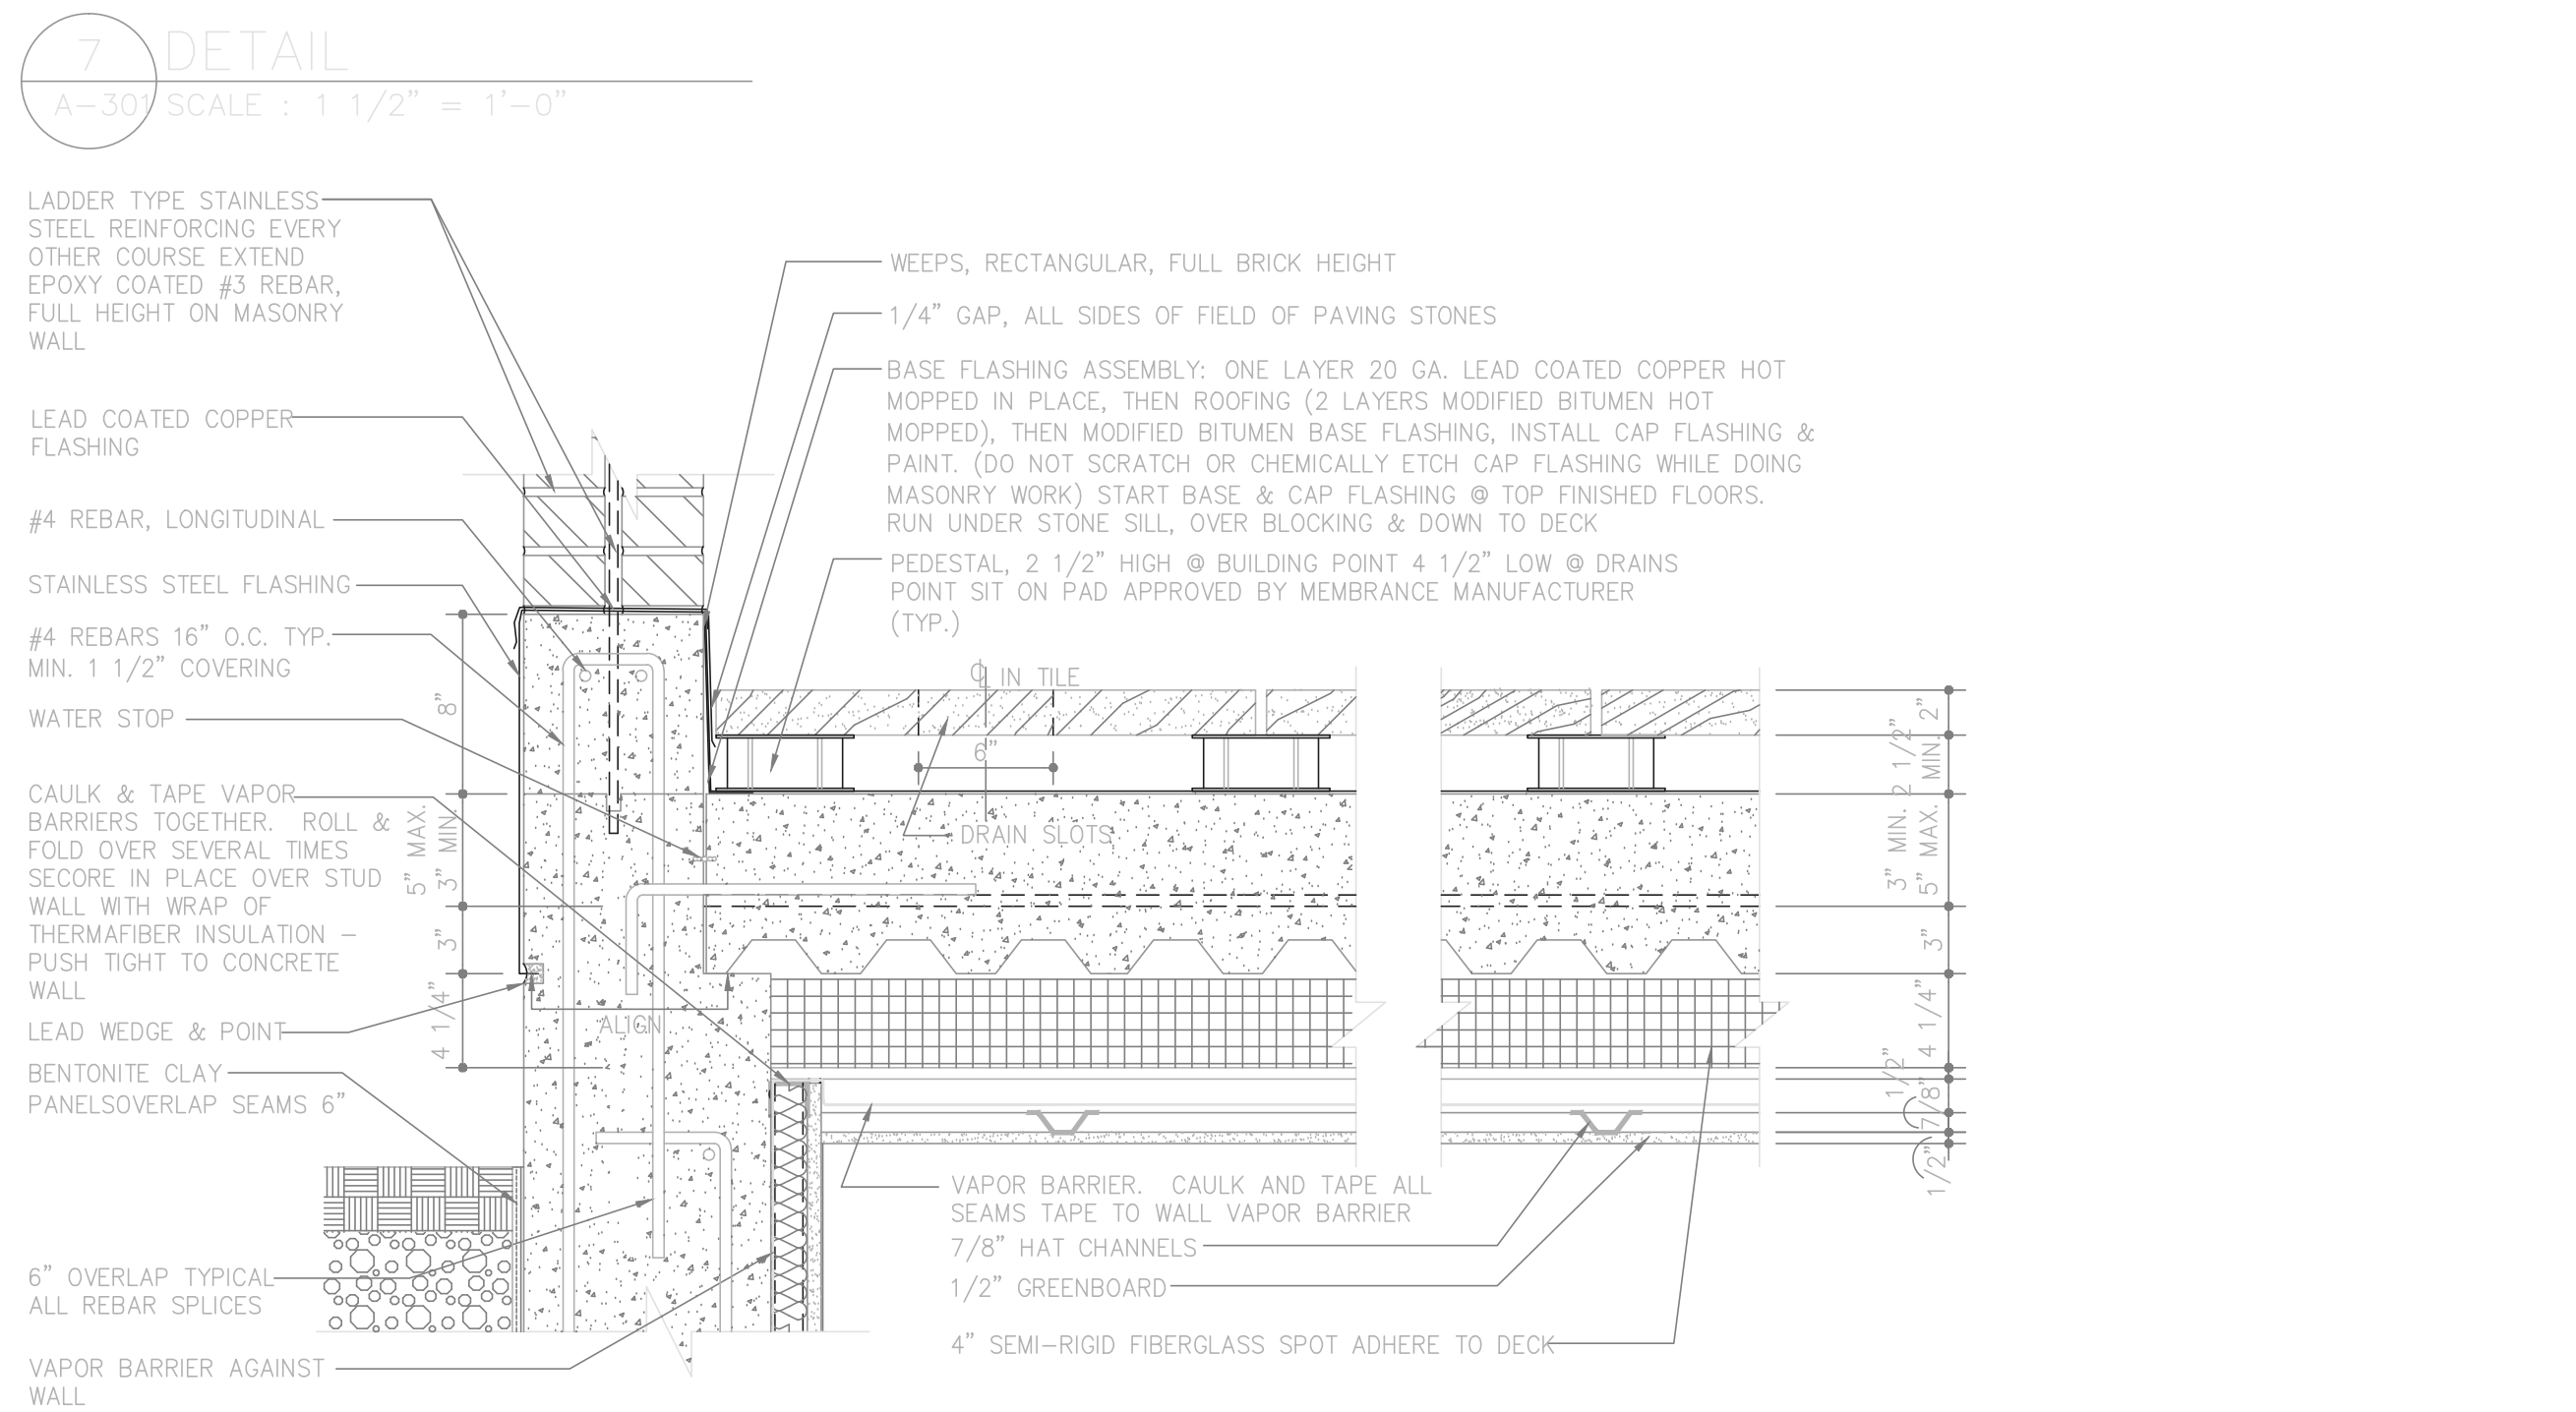 7
DETAIL
A-301
SCALE : 1 1/2" = 1'-0"
LADDER TYPE STAINLESS
STEEL REINFORCING EVERY
OTHER COURSE EXTEND
EPOXY COATED #3 REBAR,
FULL HEIGHT ON MASONRY
WALL
LEAD COATED COPPER
FLASHING
#4 REBAR, LONGITUDINAL
STAINLESS STEEL FLASHING
#4 REBARS 16" O.C. TYP.
MIN. 1 1/2" COVERING
WATER STOP
CAULK & TAPE VAPOR
BARRIERS TOGETHER. ROLL &
FOLD OVER SEVERAL TIMES
SECORE IN PLACE OVER STUD
WALL WITH WRAP OF
THERMAFIBER INSULATION -
PUSH TIGHT TO CONCRETE
WALL
LEAD WEDGE & POINT
BENTONITE CLAY
PANELSOVERLAP SEAMS 6"
6" OVERLAP TYPICAL
ALL REBAR SPLICES
VAPOR BARRIER AGAINST
WALL
8"
5" MAX.
3" MIN.
3"
4 1/4"
ALIGN
WEEPS, RECTANGULAR, FULL BRICK HEIGHT
1/4" GAP, ALL SIDES OF FIELD OF PAVING STONES
BASE FLASHING ASSEMBLY: ONE LAYER 20 GA. LEAD COATED COPPER HOT
MOPPED IN PLACE, THEN ROOFING (2 LAYERS MODIFIED BITUMEN HOT
MOPPED), THEN MODIFIED BITUMEN BASE FLASHING, INSTALL CAP FLASHING &
PAINT. (DO NOT SCRATCH OR CHEMICALLY ETCH CAP FLASHING WHILE DOING
MASONRY WORK) START BASE & CAP FLASHING @ TOP FINISHED FLOORS.
RUN UNDER STONE SILL, OVER BLOCKING & DOWN TO DECK
PEDESTAL, 2 1/2" HIGH @ BUILDING POINT 4 1/2" LOW @ DRAINS
POINT SIT ON PAD APPROVED BY MEMBRANCE MANUFACTURER
(TYP.)
CL IN TILE
6"
DRAIN SLOTS
VAPOR BARRIER. CAULK AND TAPE ALL
SEAMS TAPE TO WALL VAPOR BARRIER
7/8" HAT CHANNELS
1/2" GREENBOARD
4" SEMI-RIGID FIBERGLASS SPOT ADHERE TO DECK
2"
2 1/2"
MIN.
3" MIN.
5" MAX.
3"
4 1/4"
1/2"
7/8"
1/2"